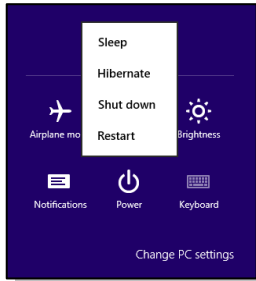 Sleep
Hibernate
Shut down
Restart
Airplane mo
Brightness
Notifications
Power
Keyboard
Change PC settings